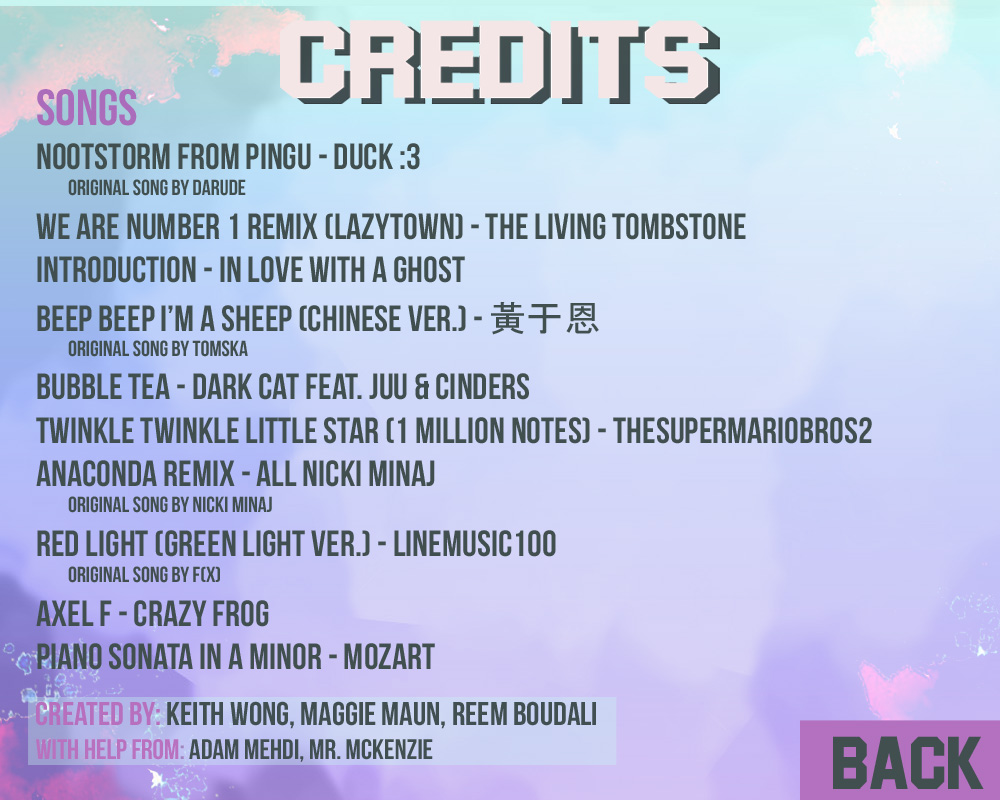 CREDITS
SONGS
NOOTSTORM FROM PINGU - DUCK :3
ORIGINAL SONG BY DARUDE
WE ARE NUMBER 1 REMIX (LAZYTOWN) - THE LIVING TOMBSTONE
INTRODUCTION - IN LOVE WITH A GHOST
BEEP BEEP I'M A SHEEP (CHINESE VER.) - 黃于恩
ORIGINAL SONG BY TOMSKA
BUBBLE TEA - DARK CAT FEAT. JUU & CINDERS
TWINKLE TWINKLE LITTLE STAR (1 MILLION NOTES) - THESUPERMARIOBROS2
ANACONDA REMIX - ALL NICKI MINAJ
ORIGINAL SONG BY NICKI MINAJ
RED LIGHT (GREEN LIGHT VER.) - LINEMUSIC100
ORIGINAL SONG BY F(X)
AXEL F - CRAZY FROG
PIANO SONATA IN A MINOR - MOZART
CREATED BY: KEITH WONG, MAGGIE MAUN, REEM BOUDALI
WITH HELP FROM: ADAM MEHDI, MR. MCKENZIE
BACK